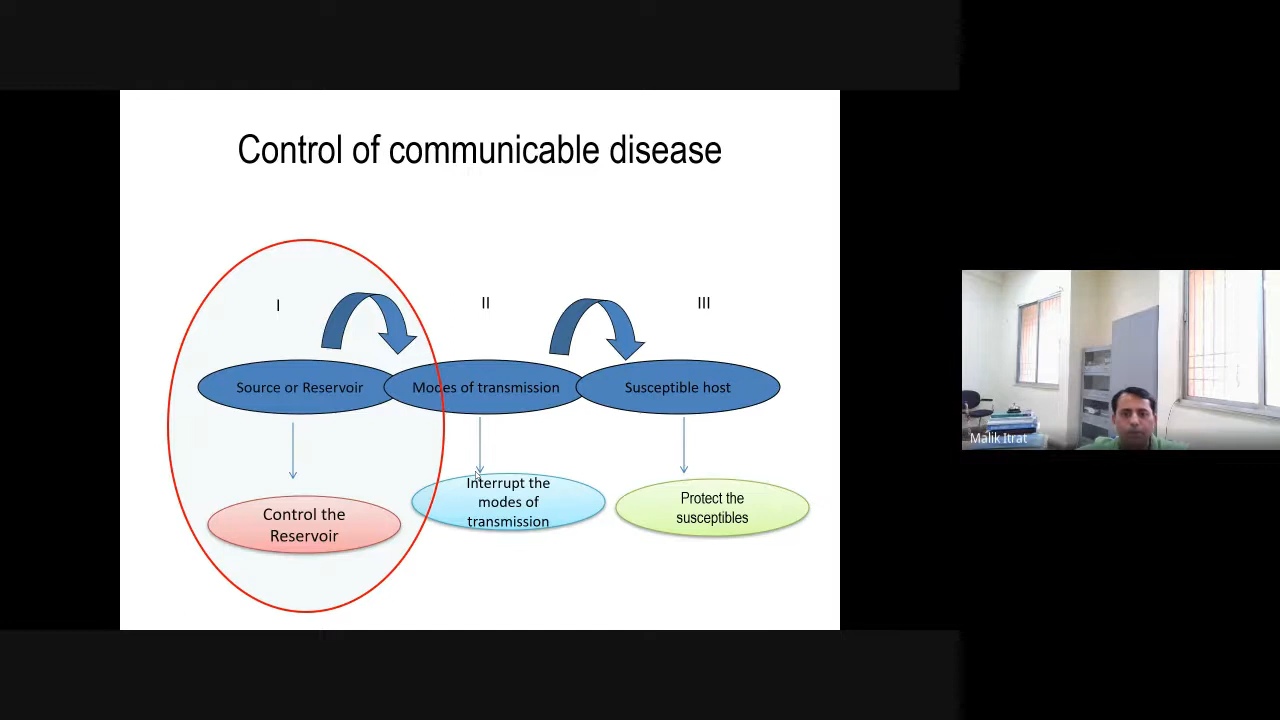 Control of communicable disease
I
II
III
Source or Reservoir
Modes of transmission
Susceptible host
Control the
Reservoir
Interrupt the
modes of
transmission
Protect the
susceptibles
Malik Itrat